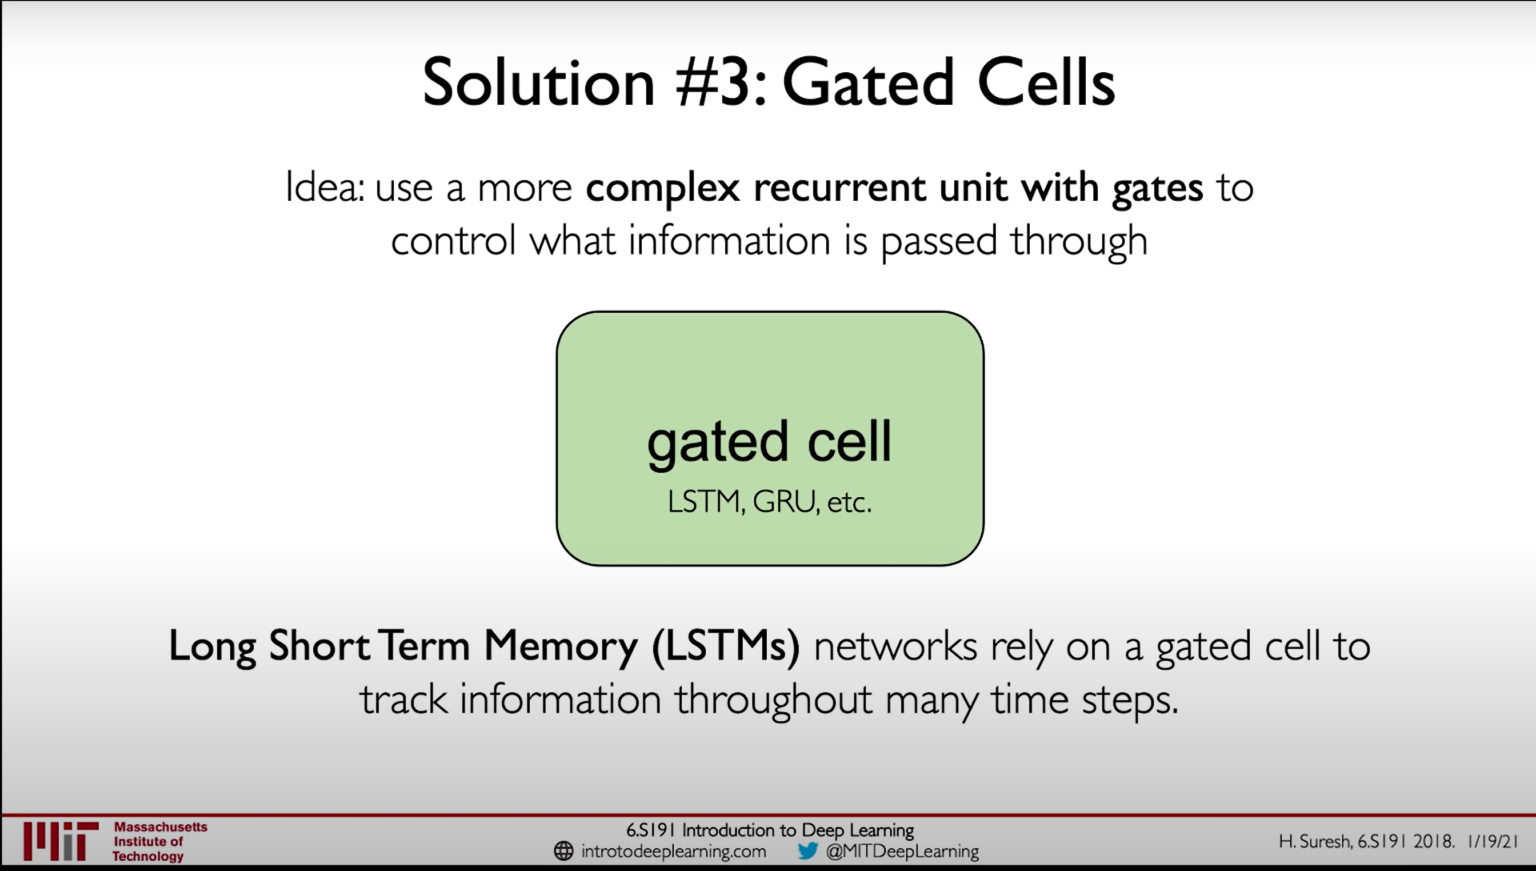 Solution #3: Gated Cells
Idea: use a more complex recurrent unit with gates to
control what information is passed through
gated cell
LSTM, GRU, etc.
Long Short Term Memory (LSTMs) networks rely on a gated cell to
track information throughout many time steps.
Massachusetts
Institute of
Technology
6.S191 Introduction to Deep Learning
introtodeeplearning.com @MITDeepLearning
H. Suresh, 6.S191 2018. 1/19/21